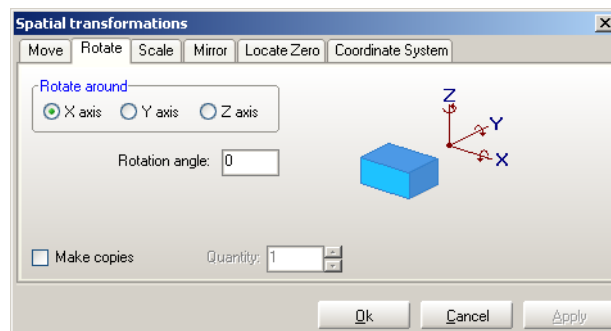 Spatial transformations
Move Rotate Scale Mirror Locate Zero Coordinate System
Rotate around
X axis Y axis Z axis
Rotation angle: 0
Z
Y
X
Make copies Quantity: 1
Ok Cancel Apply